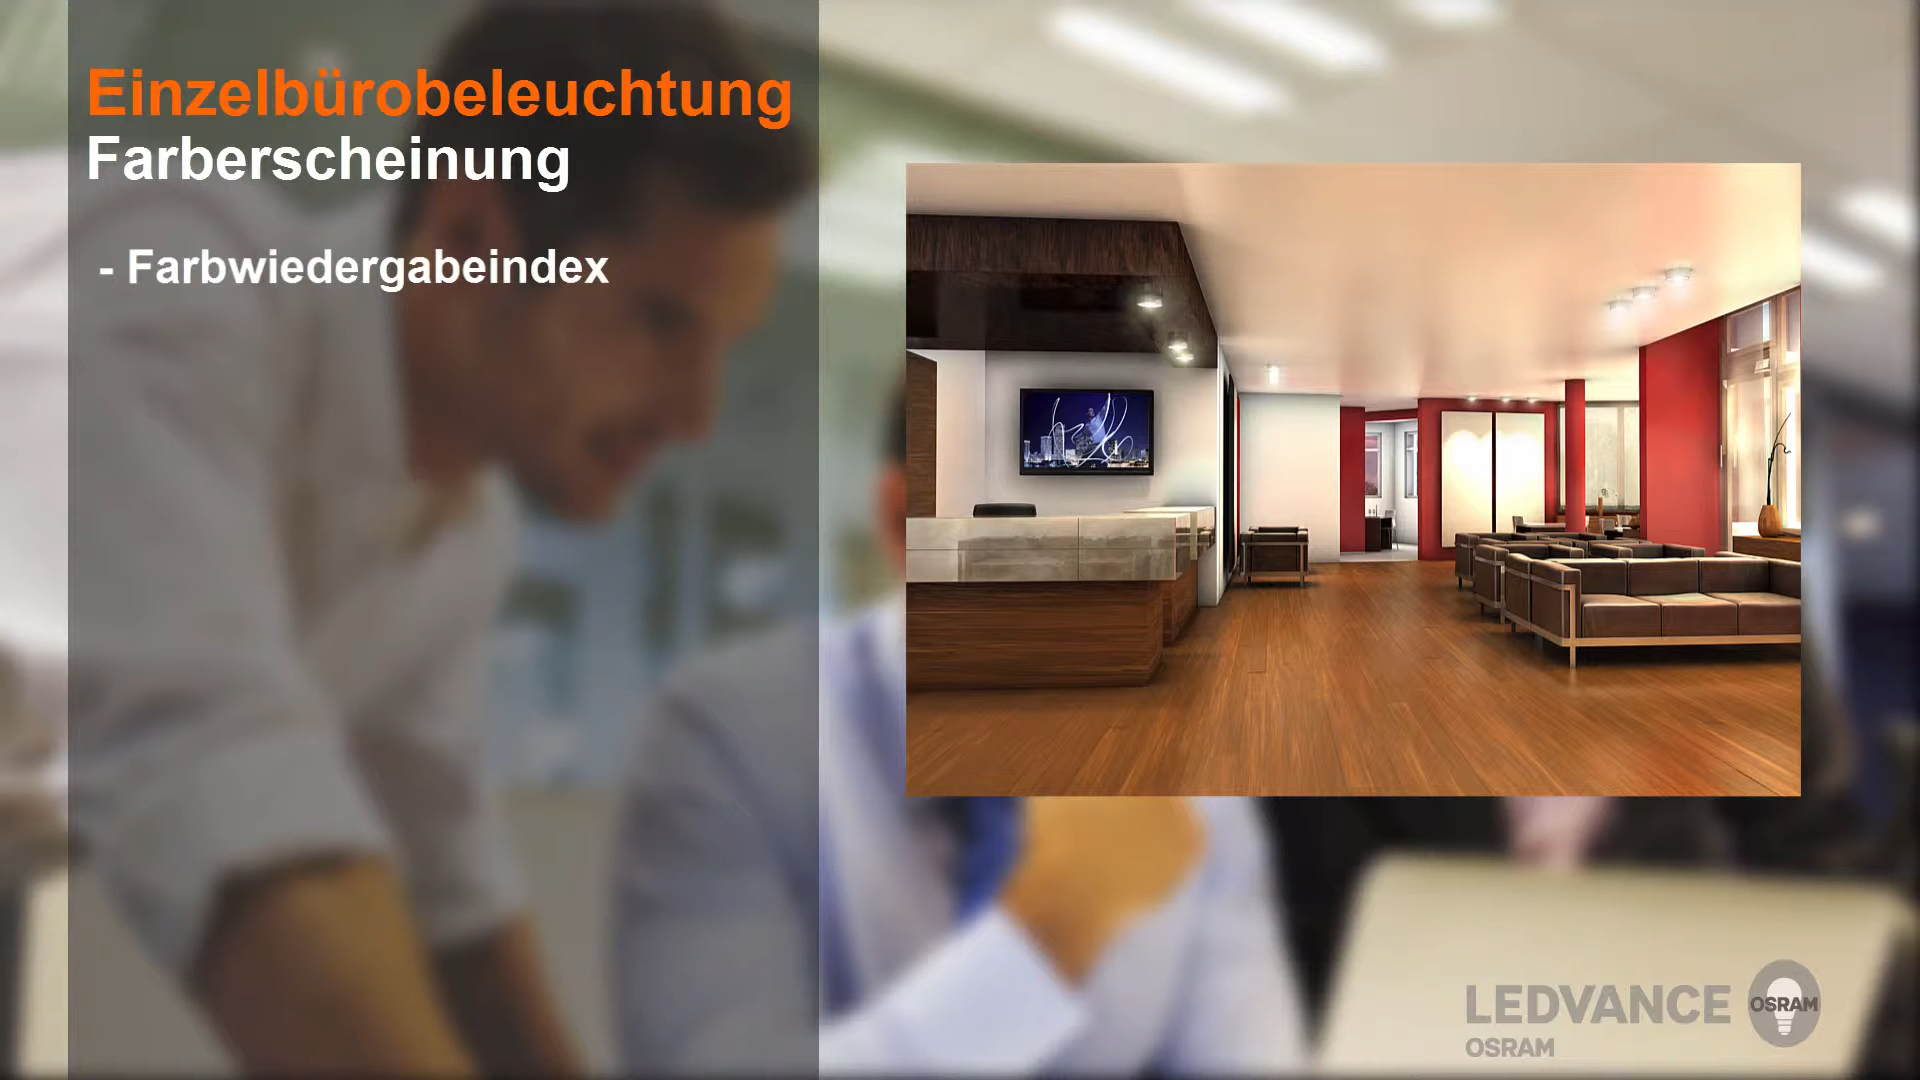 Einzelbürobeleuchtung
Farberscheinung
- Farbwiedergabeindex
LEDVANCE
OSRAM
OSRAM